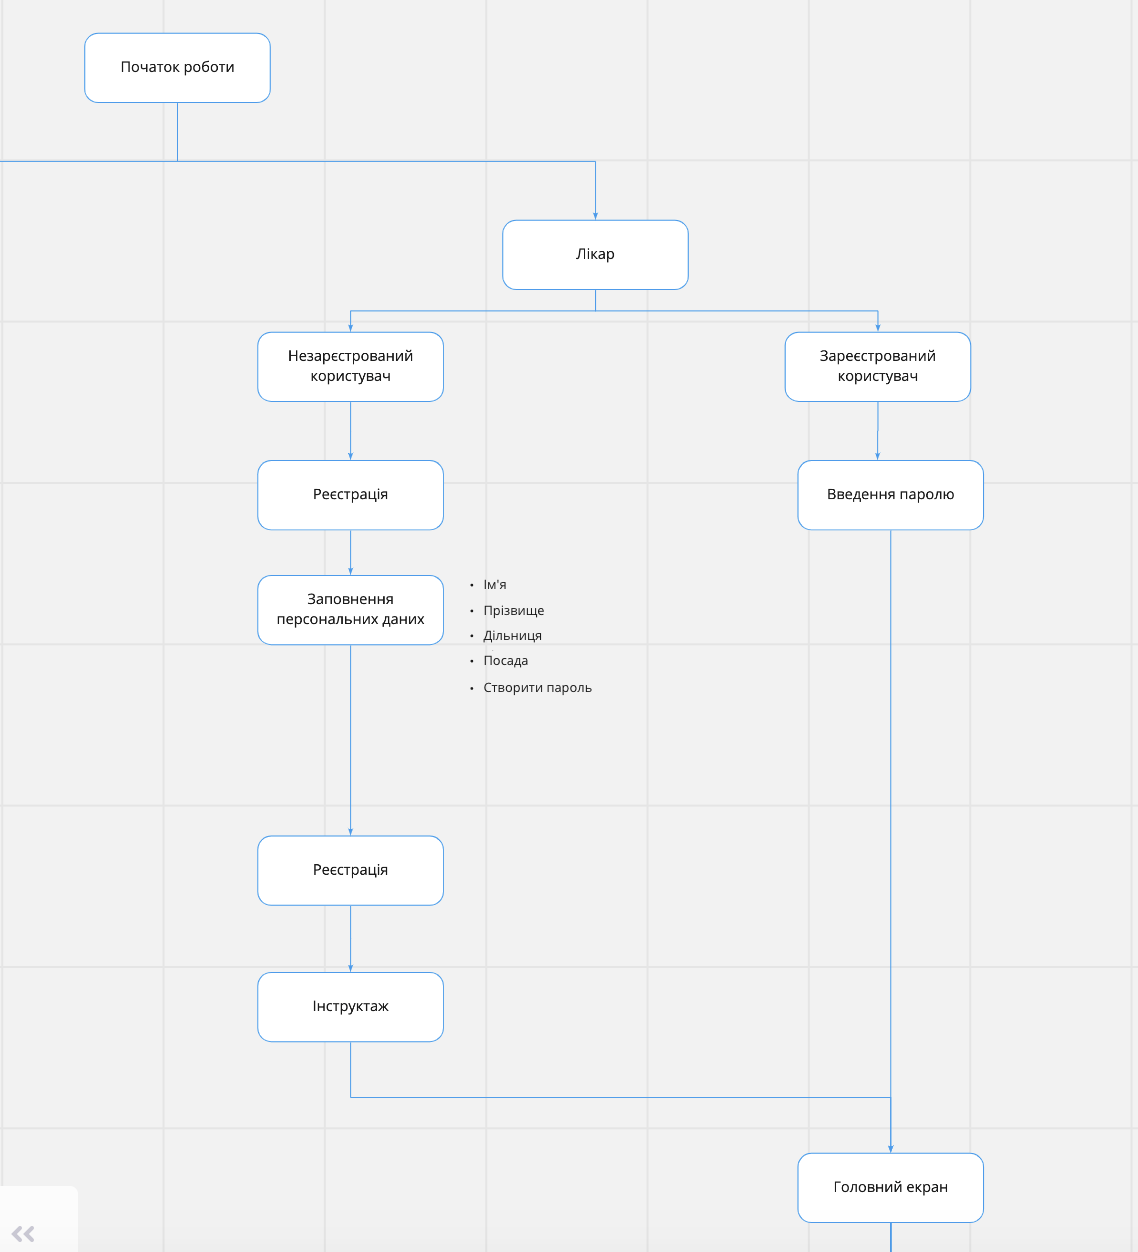 Початок роботи
Лікар
Незарєстрований
користувач
Зареєстрований
користувач
Реєстрація
Введення паролю
Заповнення
персональних даних
• Ім'я
• Прізвище
• Дільниця
• Посада
• Створити пароль
Реєстрація
Інструктаж
Головний екран